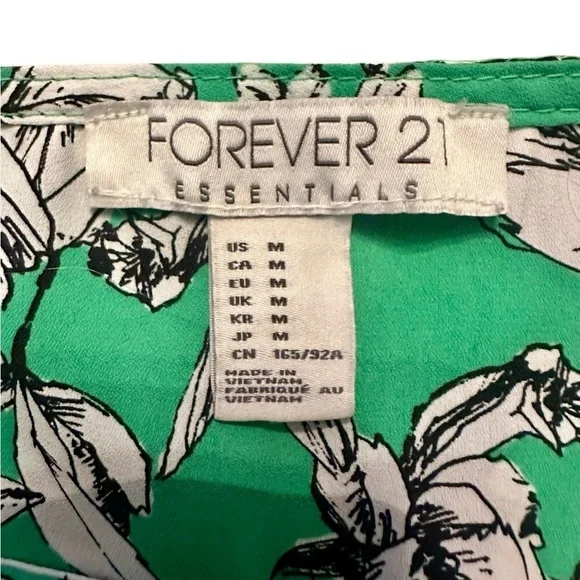 FOREVER 21
ESSENTIALS
US M
CA M
EU M
UK M
KR M
JP M
CN 165/92A
MADE IN
VIETNAM
FABRIQUÉ AU
VIETNAM